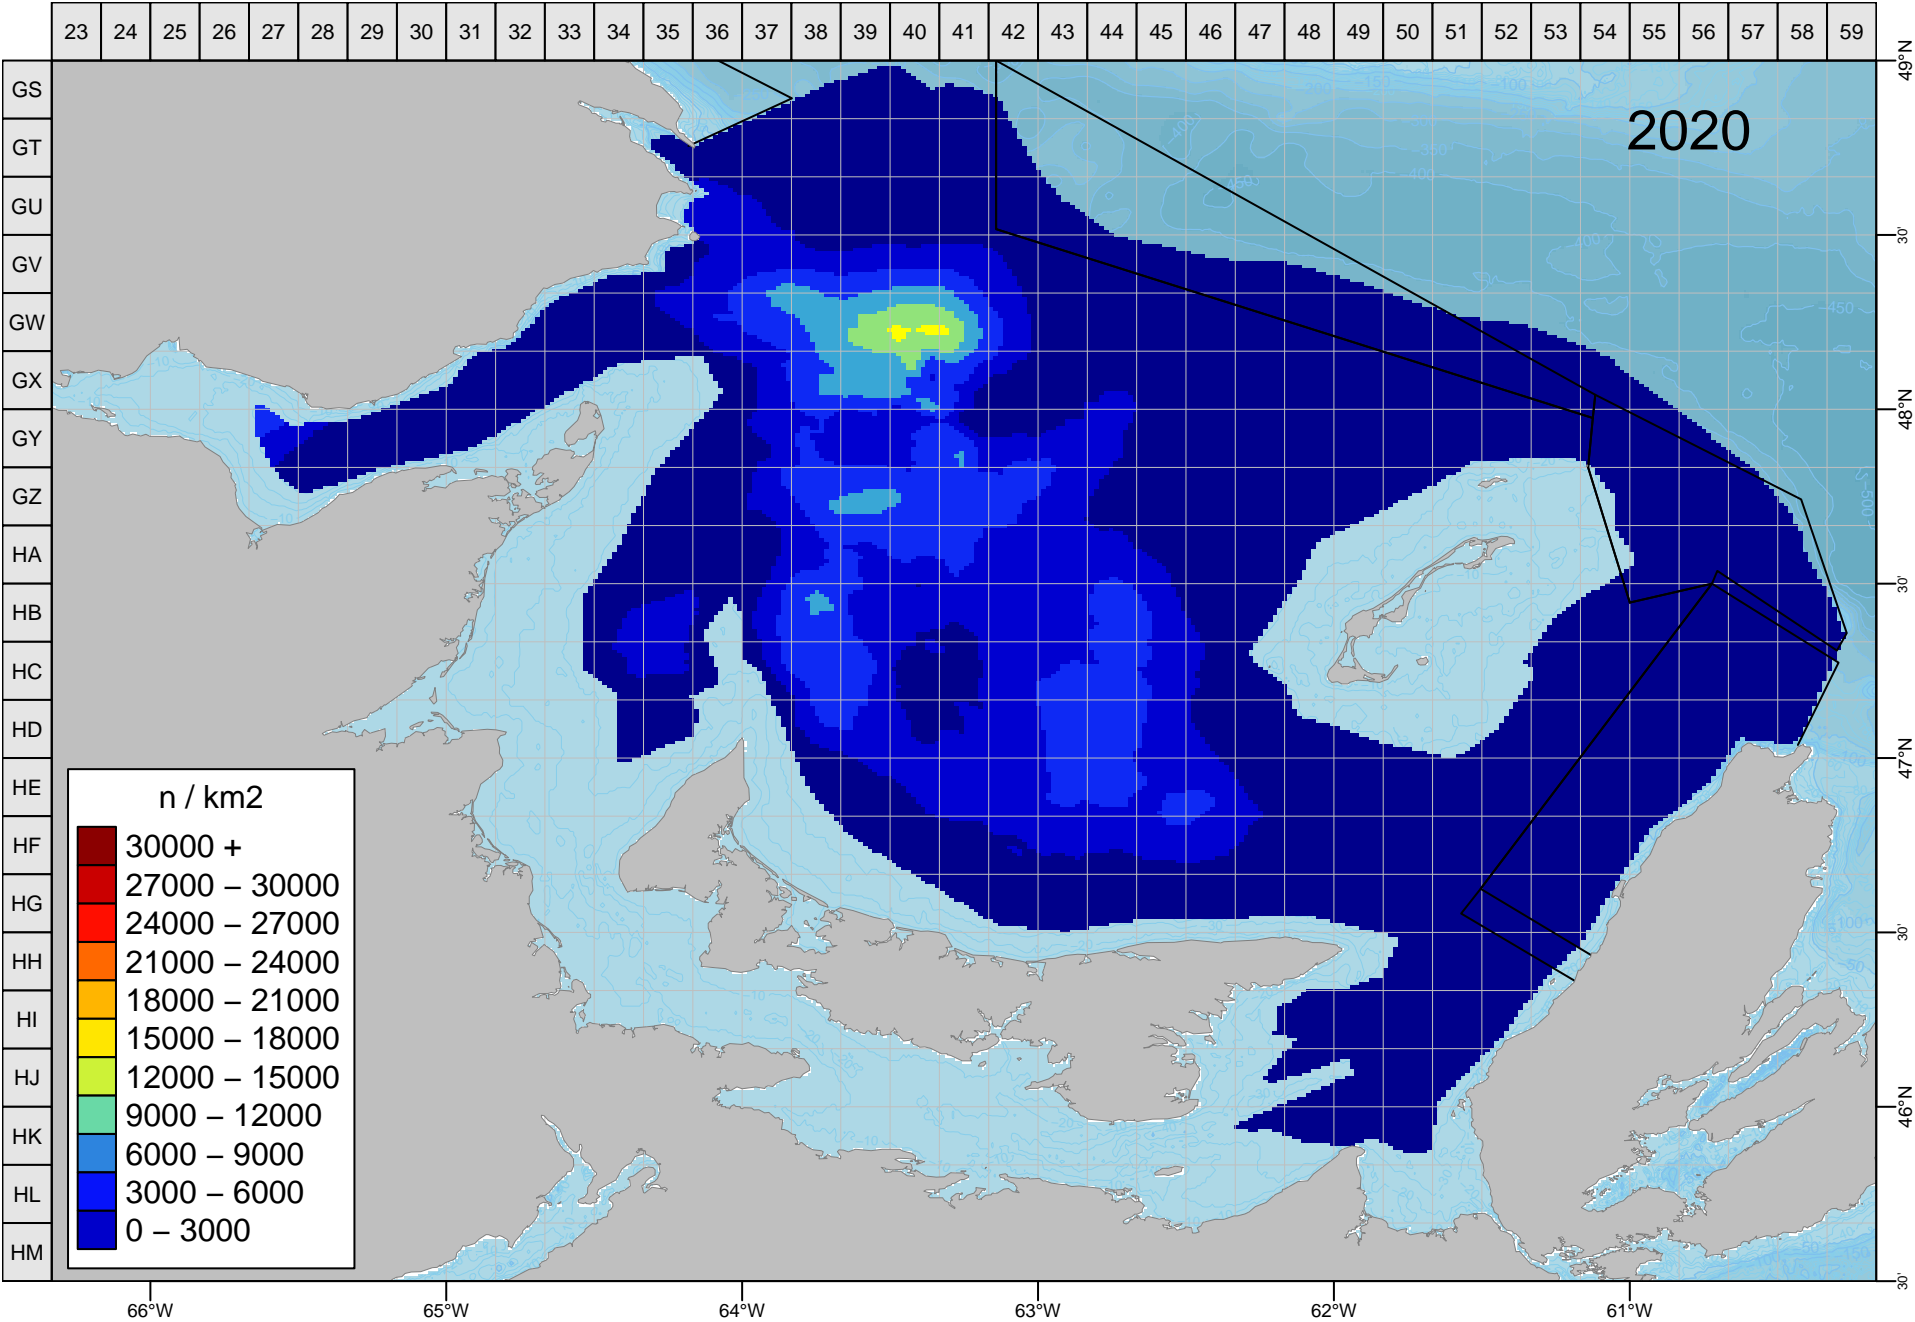 23 24 25 26 27 28 29 30 31 32 33 34 35 36 37 38 39 40 41 42 43 44 45 46 47 48 49 50 51 52 53 54 55 56 57 58 59
49°N
GS
2020
GT
GU
30'
GV
GW
GX
48°N
GY
GZ
HA
30'
HB
HC
HD
47°N
HE
HF
HG
30'
HH
HI
HJ
46°N
HK
HL
HM
30'
n / km2
30000 +
27000 – 30000
24000 – 27000
21000 – 24000
18000 – 21000
15000 – 18000
12000 – 15000
9000 – 12000
6000 – 9000
3000 – 6000
0 – 3000
66°W 65°W 64°W 63°W 62°W 61°W